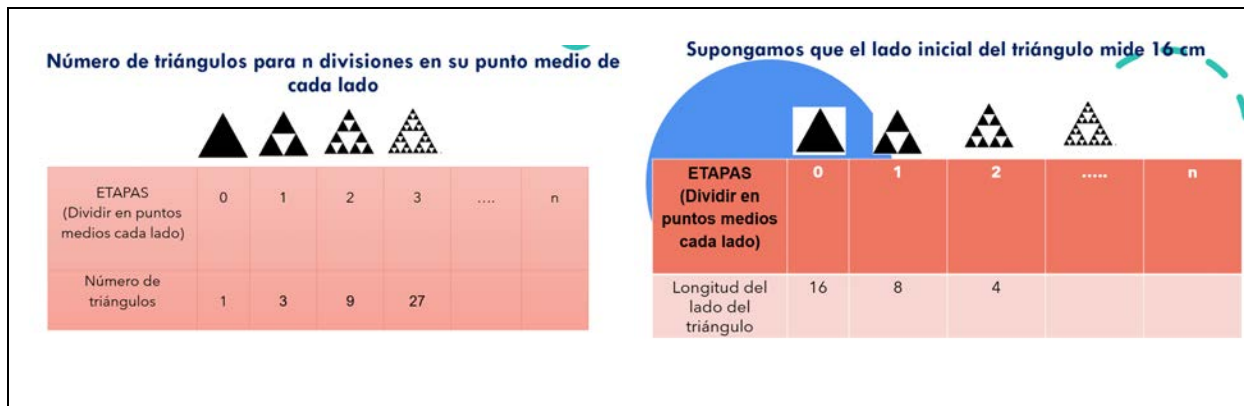 Número de triángulos para n divisiones en su punto medio de
cada lado
ETAPAS
(Dividir en puntos
medios cada lado)
0 1 2 3 .... n
Número de
triángulos
1 3 9 27
Supongamos que el lado inicial del triángulo mide 16 cm
ETAPAS
(Dividir en
puntos medios
cada lado)
0 1 2 ..... n
Longitud del
lado del
triángulo
16 8 4